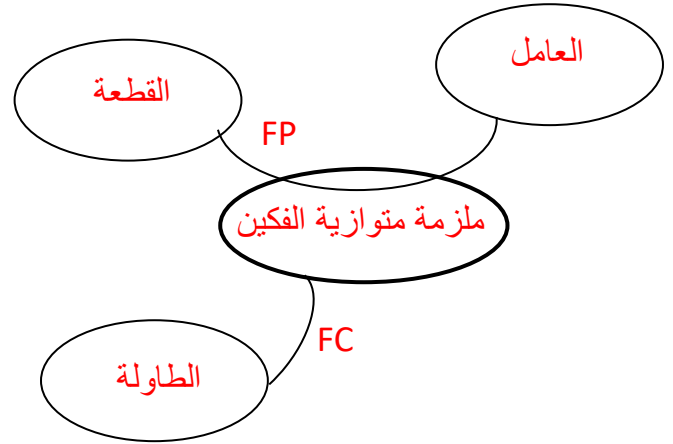 العامل
القطعة
FP
ملزمة متوازية الفكين
FC
الطاولة